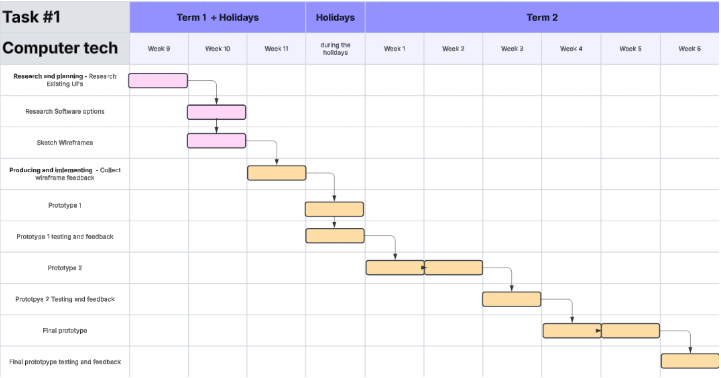 Task #1
Term 1 + Holidays
Holidays
Term 2
Computer tech
Week 9
Week 10
Week 11
during the
holidays
Week 1
Week 2
Week 3
Week 4
Week 5
Week 6
Research and planning - Research
Existing UI's
Research Software options
Sketch Wireframes
Producing and implementing - Collect
wireframe feedback
Prototype 1
Prototype 1 testing and feedback
Prototype 2
Prototpye 2 Testing and feedback
Final prototype
Final prototpype testing and feedback